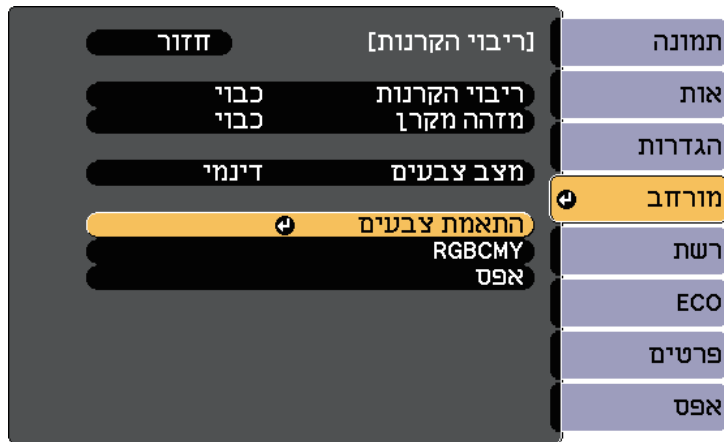 תמונה
אות
הגדרות
מורחב
רשת
ECO
פרטים
אפס
[ריבוי הקרנות] חזור
ריבוי הקרנות כבוי
מזהה מקרן כבוי
מצב צבעים דינמי
התאמת צבעים
RGBCMY
אפס